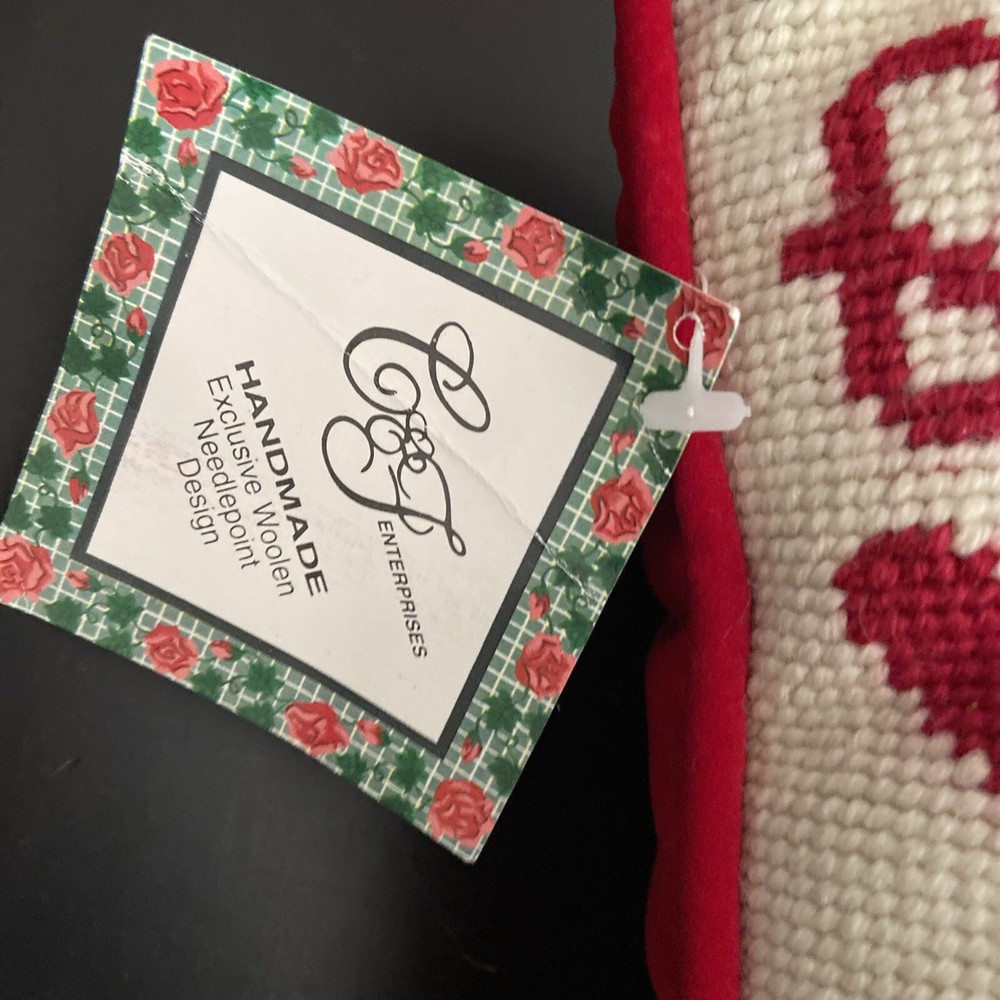 C&F
ENTERPRISES
HANDMADE
Exclusive Woolen
Needlepoint
Design